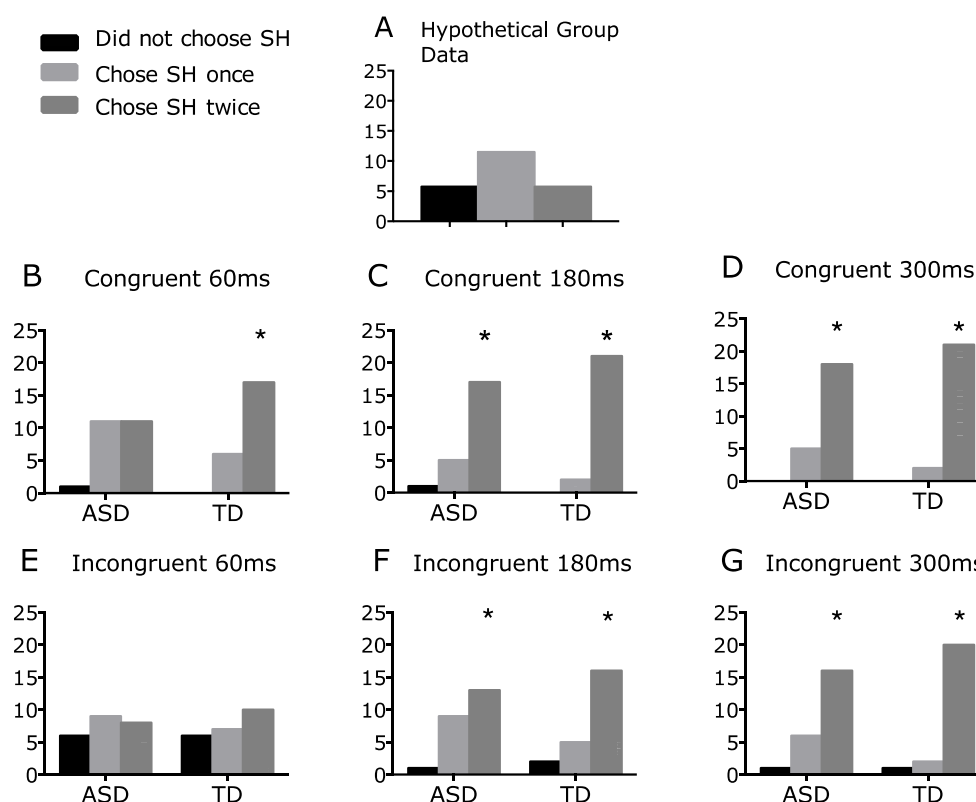 Did not choose SH
Chose SH once
Chose SH twice
A Hypothetical Group
Data
25
20
15
10
5
0
B Congruent 60ms
25
20
15
10
5
0
*
ASD TD
C Congruent 180ms
25
20
15
10
5
0
* *
ASD TD
D Congruent 300ms
25
20
15
10
5
0
* *
ASD TD
E Incongruent 60ms
25
20
15
10
5
0
ASD TD
F Incongruent 180ms
25
20
15
10
5
0
* *
ASD TD
G Incongruent 300ms
25
20
15
10
5
0
* *
ASD TD